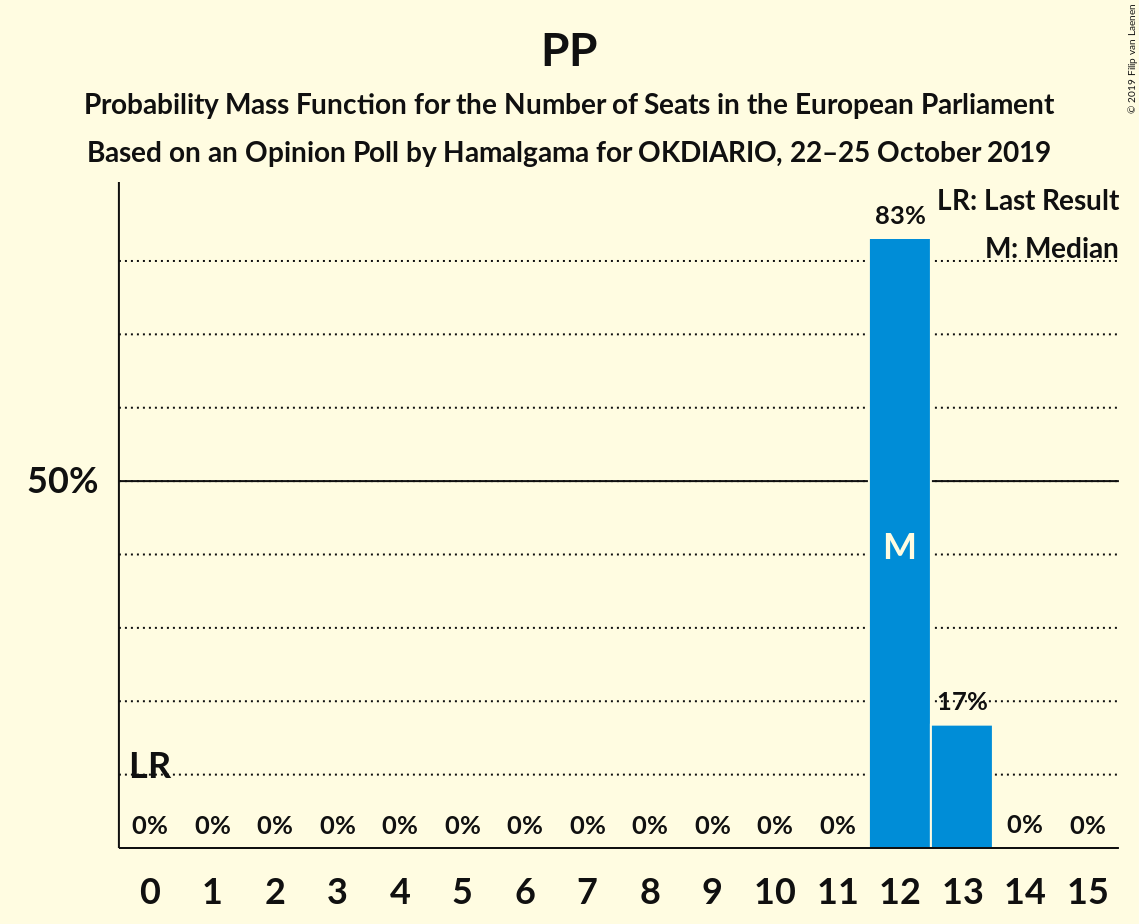 PP
Probability Mass Function for the Number of Seats in the European Parliament
Based on an Opinion Poll by Hamalgama for OKDIARIO, 22–25 October 2019
© 2019 Filip van Laenen
LR: Last Result
M: Median
83%
50%
M
17%
LR
0% 0% 0% 0% 0% 0% 0% 0% 0% 0% 0% 0% 0% 0%
0 1 2 3 4 5 6 7 8 9 10 11 12 13 14 15